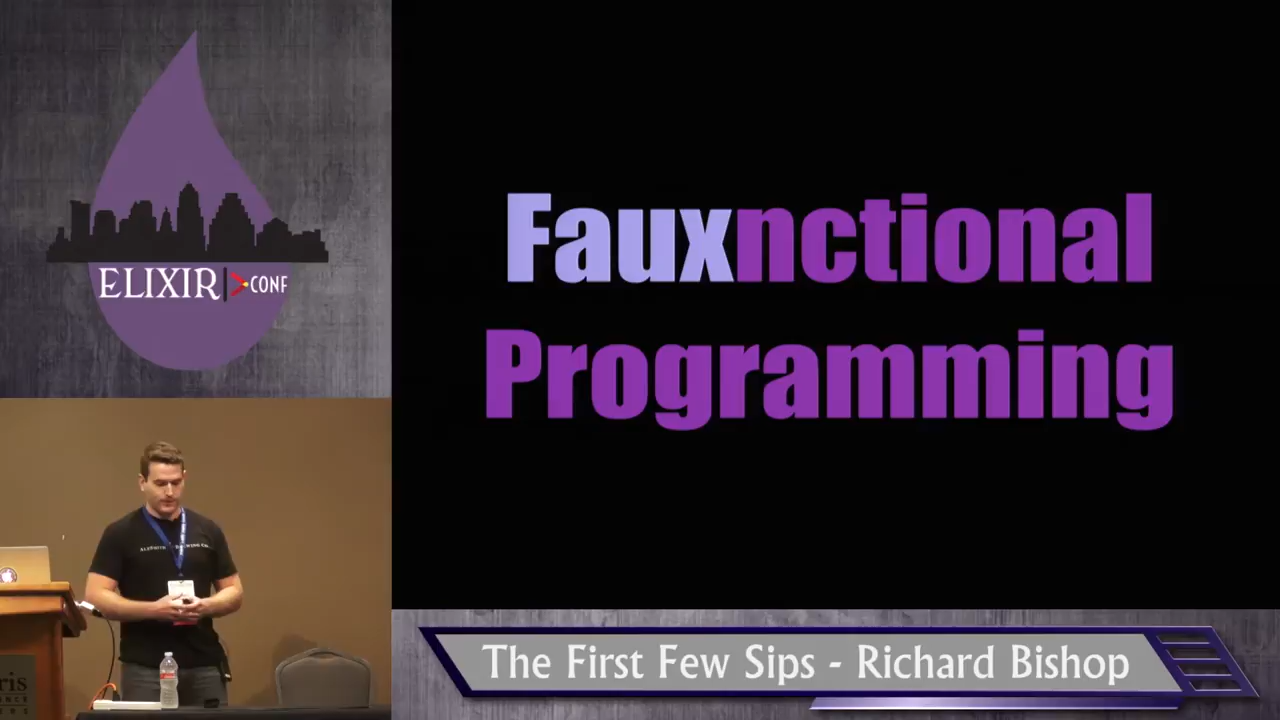 ELIXIR CONF
Fauxnctional
Programming
The First Few Sips - Richard Bishop